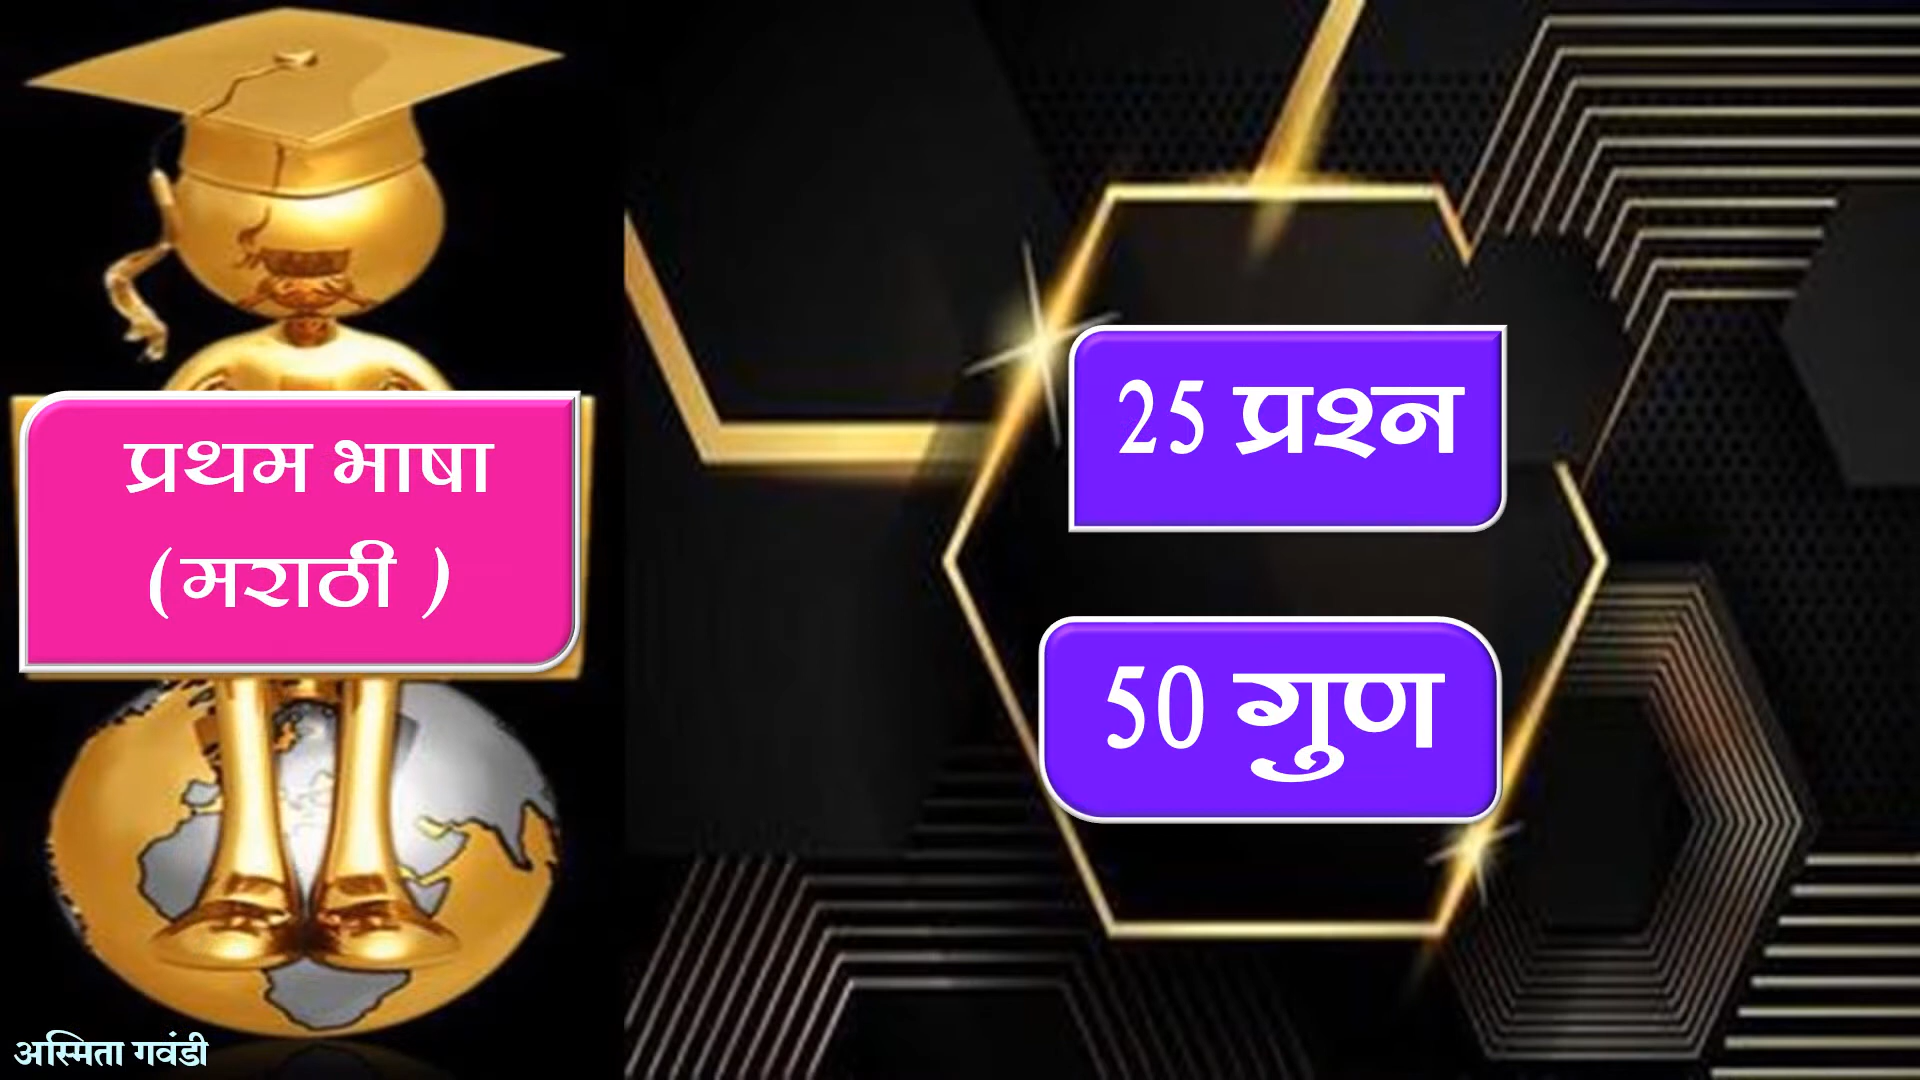 प्रथम भाषा
(मराठी )
25 प्रश्न
50 गुण
अस्मिता गवंडी